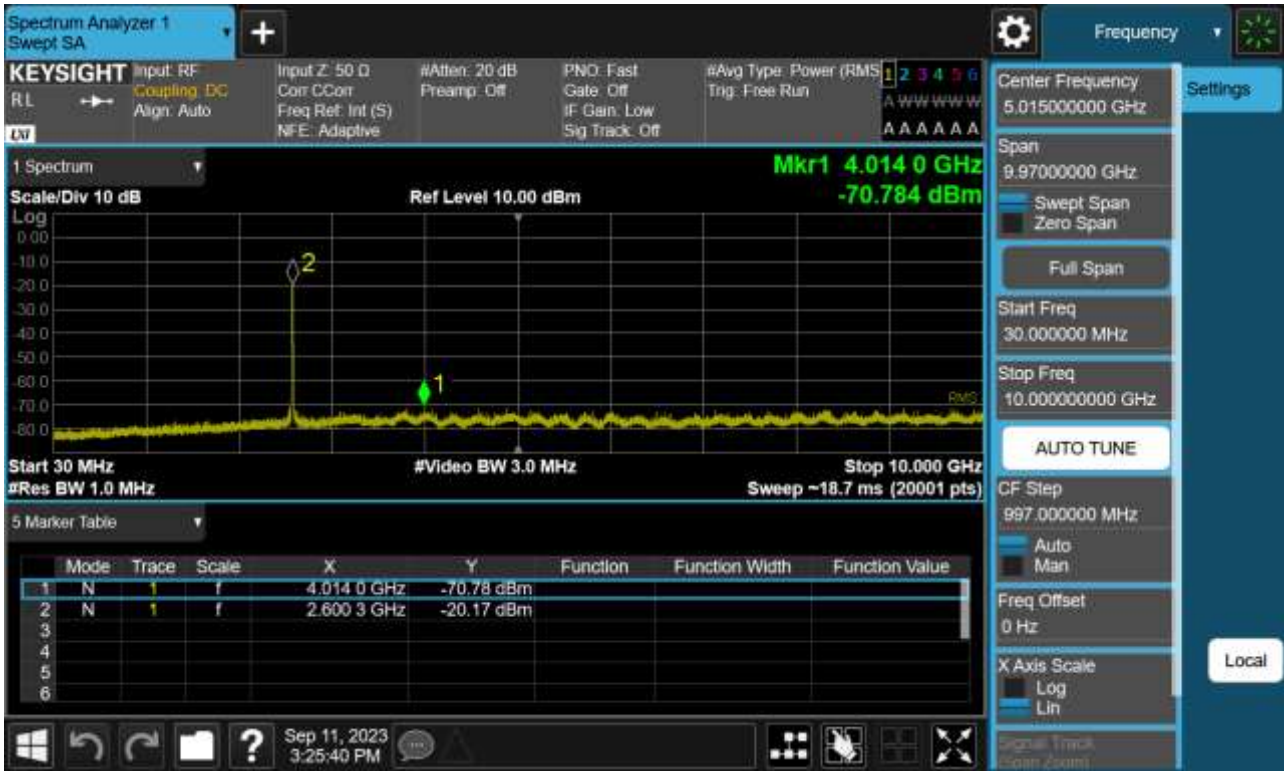 Spectrum Analyzer 1
Swept SA
+
Frequency
KEYSIGHT
RL
LXI
Input: RF
Coupling: DC
Align: Auto
Input Z: 50 Ω
Corr CCorr
Freq Ref: Int (S)
NFE: Adaptive
#Atten: 20 dB
Preamp: Off
PNO: Fast
Gate: Off
IF Gain: Low
Sig Track: Off
#Avg Type: Power (RMS
Trig: Free Run
1 2 3 4 5 6
A W W W W W
A A A A A A
1 Spectrum
Scale/Div 10 dB
Ref Level 10.00 dBm
Mkr1 4.014 0 GHz
-70.784 dBm
Log
0.00
-10.0
-20.0
-30.0
-40.0
-50.0
-60.0
-70.0
-80.0
2
1
RMS
Start 30 MHz
#Video BW 3.0 MHz
Stop 10.000 GHz
#Res BW 1.0 MHz
Sweep ~18.7 ms (20001 pts)
5 Marker Table
Mode Trace Scale X Y Function Function Width Function Value
1 N 1 f 4.014 0 GHz -70.78 dBm
2 N 1 f 2.600 3 GHz -20.17 dBm
3
4
5
6
Sep 11, 2023
3:25:40 PM
?
Center Frequency
5.015000000 GHz
Settings
Span
9.97000000 GHz
Swept Span
Zero Span
Full Span
Start Freq
30.000000 MHz
Stop Freq
10.000000000 GHz
AUTO TUNE
CF Step
997.000000 MHz
Auto
Man
Freq Offset
0 Hz
X Axis Scale
Log
Lin
Signal Track
(Span Zoom)
Local